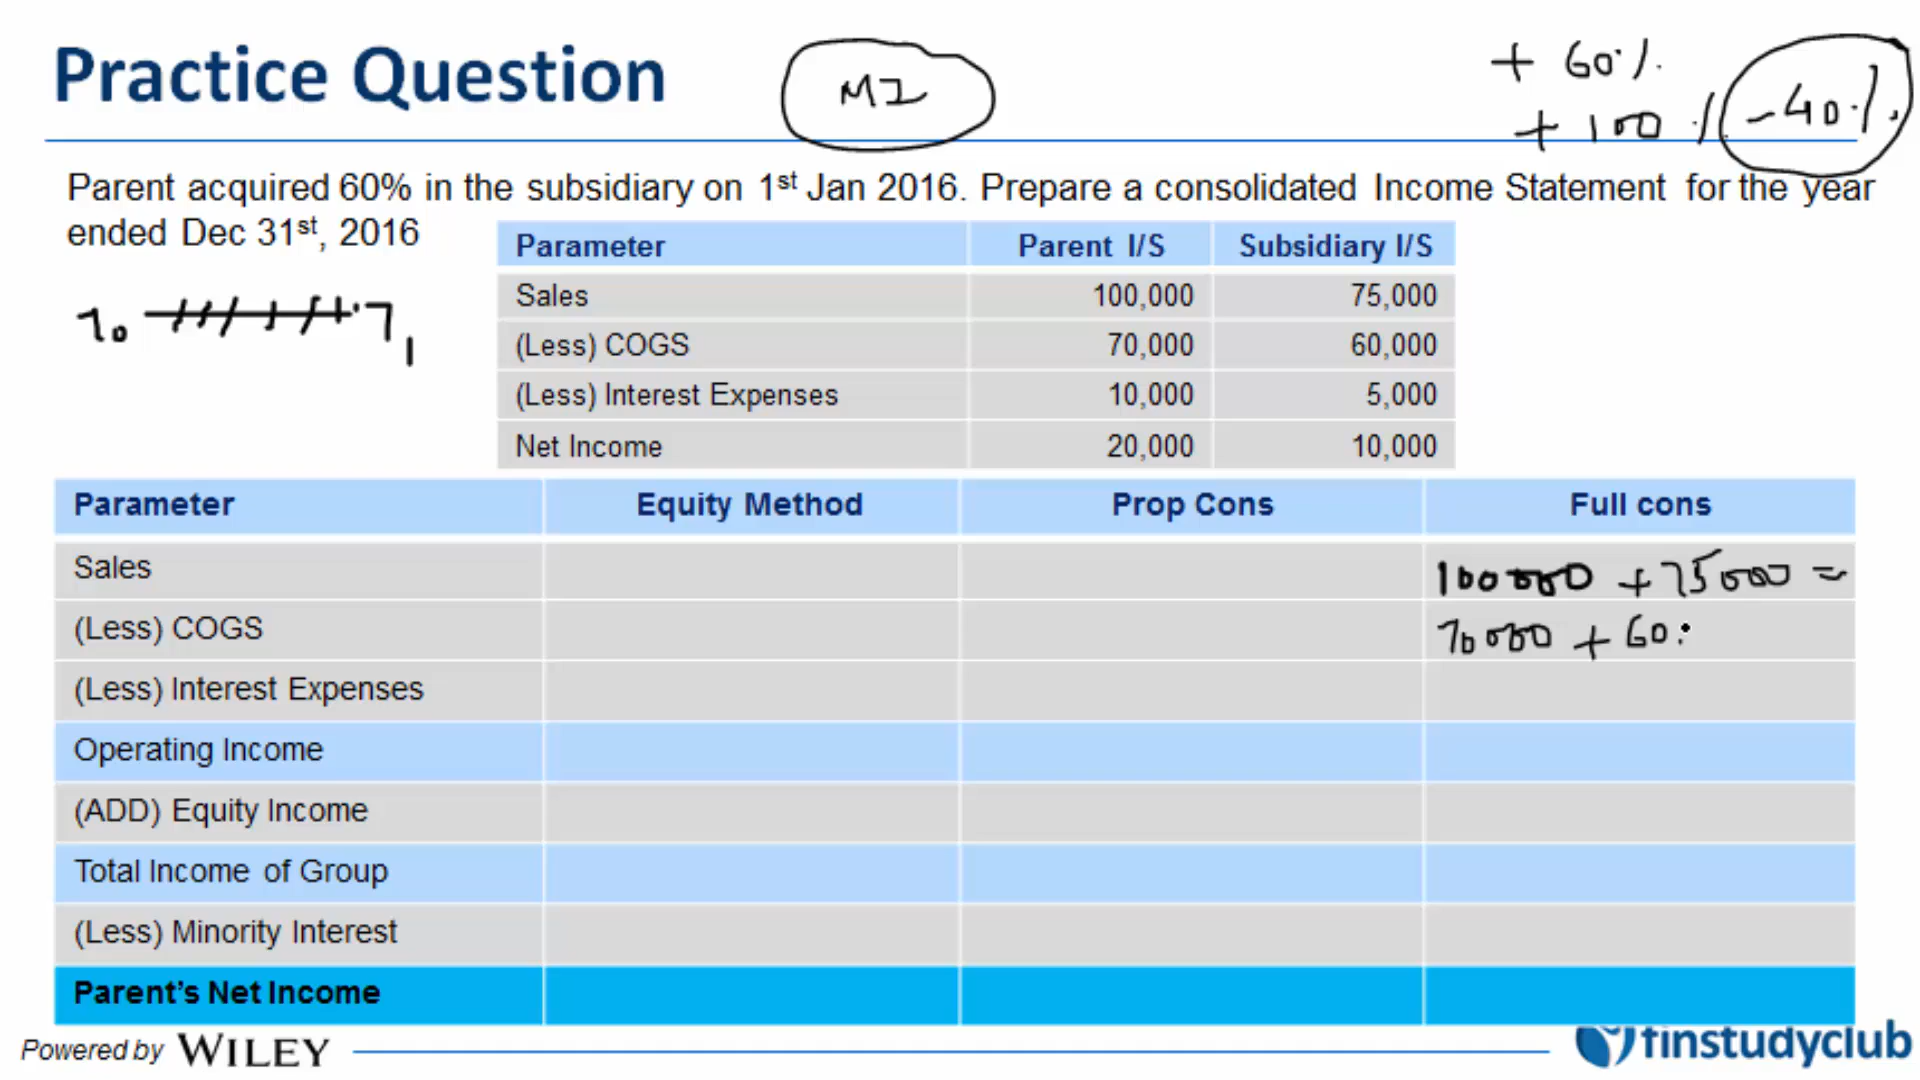 Practice Question
MI
+ 60%.
+ 100% -40%
Parent acquired 60% in the subsidiary on 1st Jan 2016. Prepare a consolidated Income Statement for the year
ended Dec 31st, 2016
Parameter Parent I/S Subsidiary I/S
Sales 100,000 75,000
(Less) COGS 70,000 60,000
(Less) Interest Expenses 10,000 5,000
Net Income 20,000 10,000
Parameter Equity Method Prop Cons Full cons
Sales 100000 + 75000 =
(Less) COGS 70000 + 60
(Less) Interest Expenses
Operating Income
(ADD) Equity Income
Total Income of Group
(Less) Minority Interest
Parent's Net Income
Powered by WILEY
finstudyclub